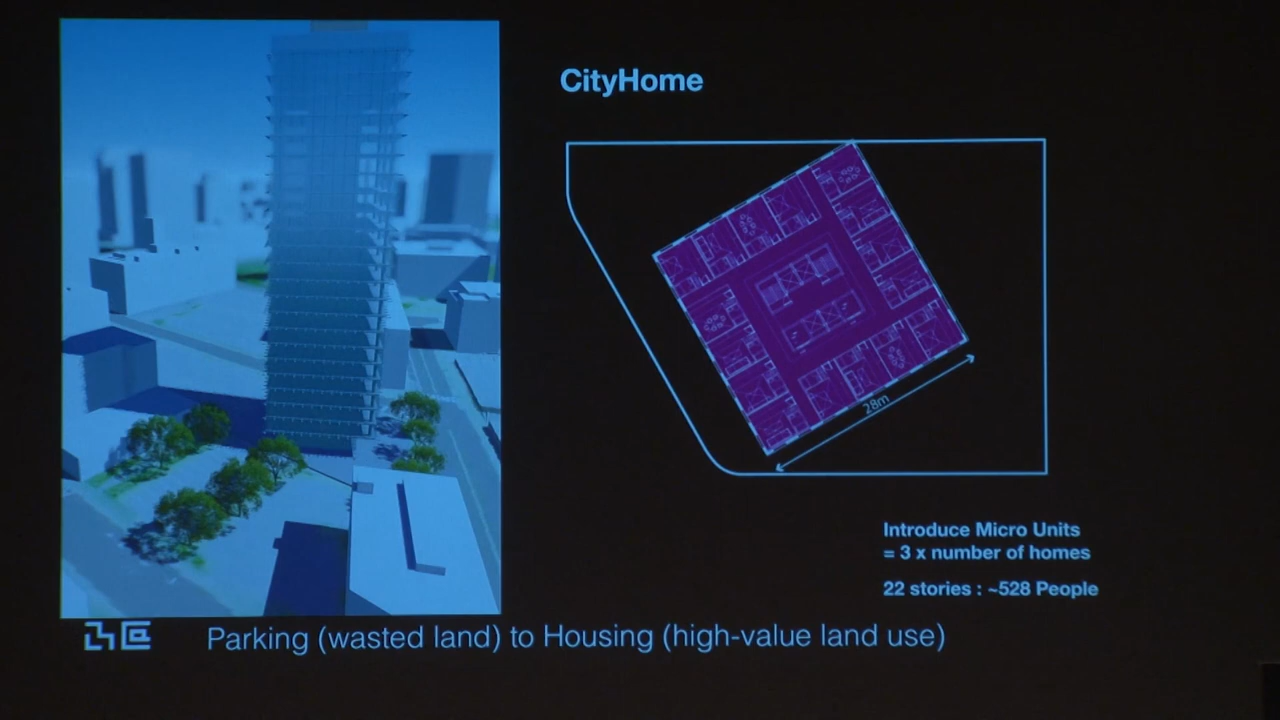 CityHome
28m
Introduce Micro Units
= 3 x number of homes
22 stories : ~528 People
Parking (wasted land) to Housing (high-value land use)